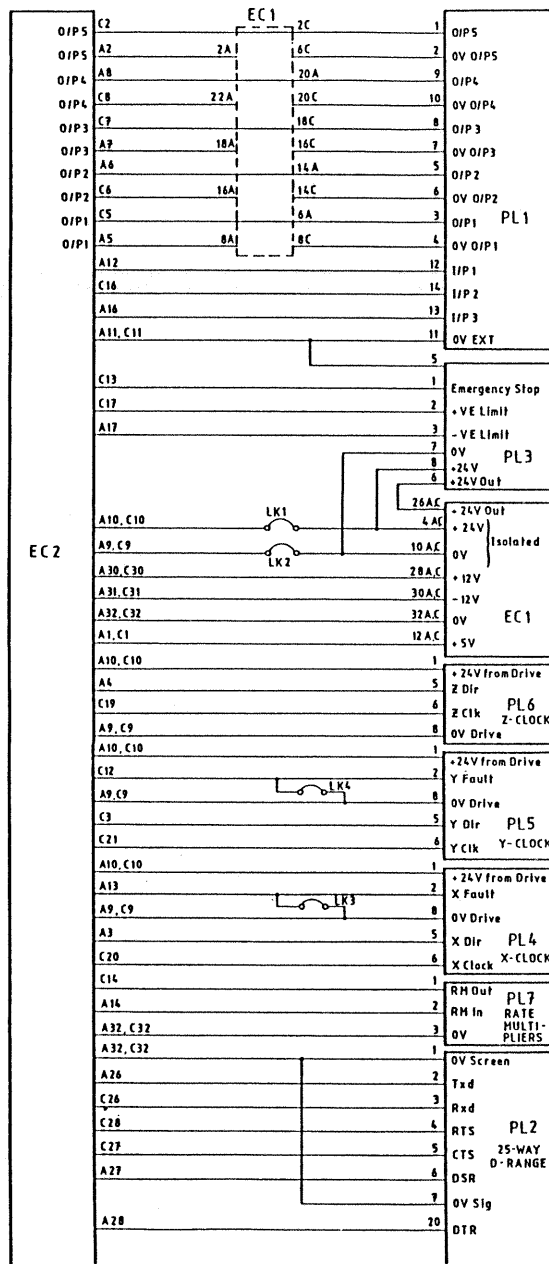 EC1
O/P5 C2 2C 1 O/P5
O/P5 A2 2A 6C 2 0V O/P5
O/P4 A8 20A 9 O/P4
O/P4 C8 22A 20C 10 0V O/P4
O/P3 C7 18C 8 O/P3
O/P3 A7 18A 16C 7 0V O/P3
O/P2 A6 14A 5 O/P2
O/P2 C6 16A 14C 6 0V O/P2
O/P1 C5 6A 3 O/P1
PL1
O/P1 A5 8A 8C 4 0V O/P1
A12 12 I/P1
C16 14 I/P2
A16 13 I/P3
A11, C11 11 0V EXT
5
C13 1 Emergency Stop
C17 2 +VE Limit
A17 3 -VE Limit
7 0V PL3
8 +24V
6 +24V Out
26A,C +24V Out
A10, C10 LK1 4 AC +24V
Isolated
EC2
A9, C9 LK2 10 A,C 0V
A30, C30 28A,C +12V
A31, C31 30A,C -12V
A32, C32 32A,C 0V EC1
A1, C1 12 A,C +5V
A10, C10 1 +24V from Drive
A4 5 Z Dir PL6
C19 6 Z Clk Z-CLOCK
A9, C9 8 0V Drive
A10, C10 1 +24V from Drive
C12 2 Y Fault
LK4
A9, C9 8 0V Drive
C3 5 Y Dir PL5
C21 6 Y Clk Y-CLOCK
A10, C10 1 +24V from Drive
A13 2 X Fault
LK3
A9, C9 8 0V Drive
A3 5 X Dir PL4
C20 6 X Clock X-CLOCK
C14 1 RM Out PL7
A14 2 RM In RATE
MULTI-
A32, C32 3 0V PLIERS
A32, C32 1 0V Screen
A26 2 Txd
C26 3 Rxd
C28 4 RTS PL2
C27 5 CTS 25-WAY
D-RANGE
A27 6 DSR
7 0V Sig
A28 20 DTR